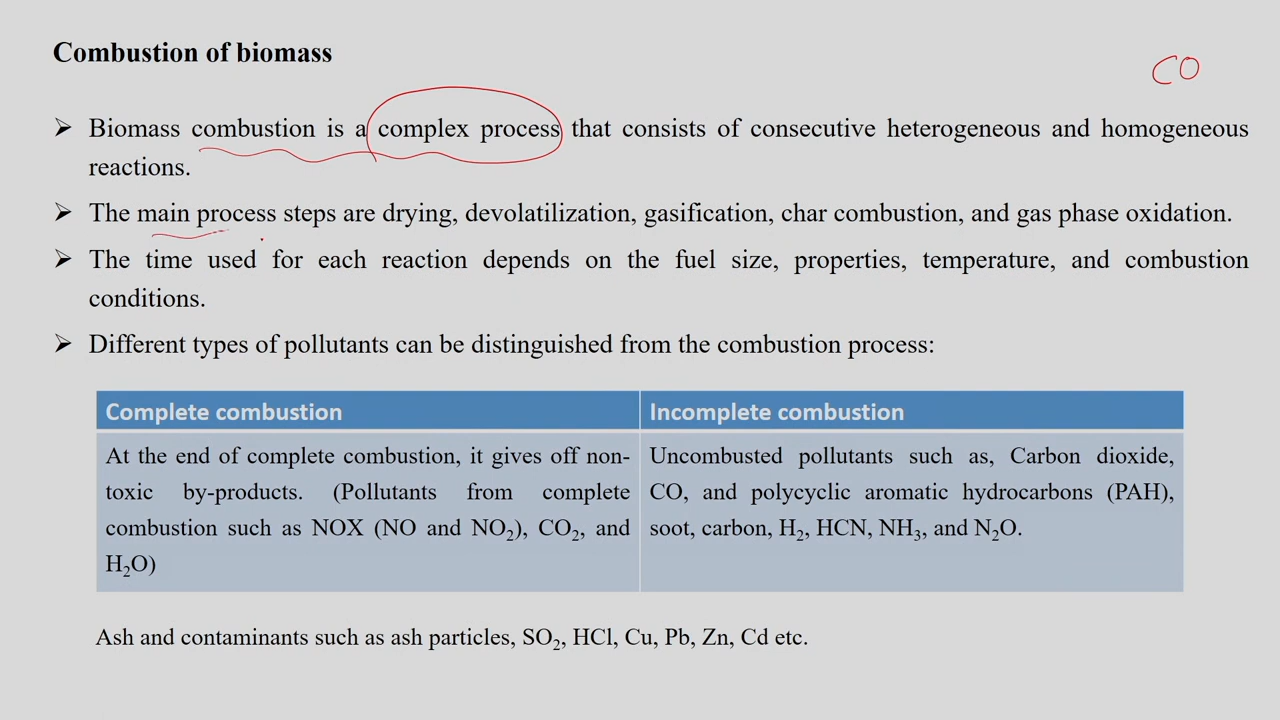 Combustion of biomass
CO
➢ Biomass combustion is a complex process that consists of consecutive heterogeneous and homogeneous
reactions.
➢ The main process steps are drying, devolatilization, gasification, char combustion, and gas phase oxidation.
➢ The time used for each reaction depends on the fuel size, properties, temperature, and combustion
conditions.
➢ Different types of pollutants can be distinguished from the combustion process:
Complete combustion
At the end of complete combustion, it gives off non-
toxic by-products. (Pollutants from complete
combustion such as NOX (NO and NO₂), CO₂, and
H₂O)
Incomplete combustion
Uncombusted pollutants such as, Carbon dioxide,
CO, and polycyclic aromatic hydrocarbons (PAH),
soot, carbon, H₂, HCN, NH₃, and N₂O.
Ash and contaminants such as ash particles, SO₂, HCl, Cu, Pb, Zn, Cd etc.